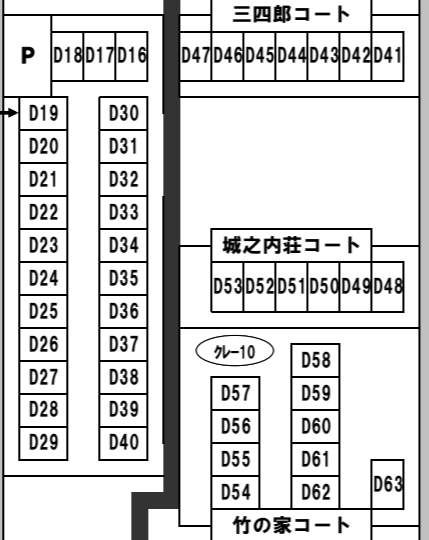 三四郎コート
P D18 D17 D16 D47 D46 D45 D44 D43 D42 D41
D19 D30
D20 D31
D21 D32
D22 D33
D23 D34
城之内荘コート
D24 D35 D53 D52 D51 D50 D49 D48
D25 D36
D26 D37
クレー10 D58
D27 D38
D57 D59
D28 D39
D56 D60
D29 D40
D55 D61
D54 D62 D63
竹の家コート